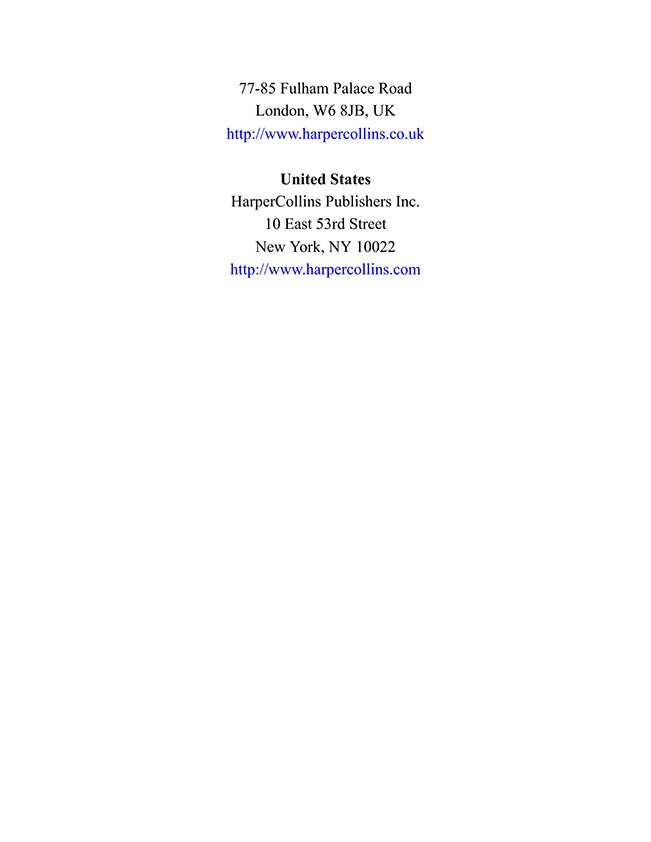 77-85 Fulham Palace Road
London, W6 8JB, UK
http://www.harpercollins.co.uk
United States
HarperCollins Publishers Inc.
10 East 53rd Street
New York, NY 10022
http://www.harpercollins.com